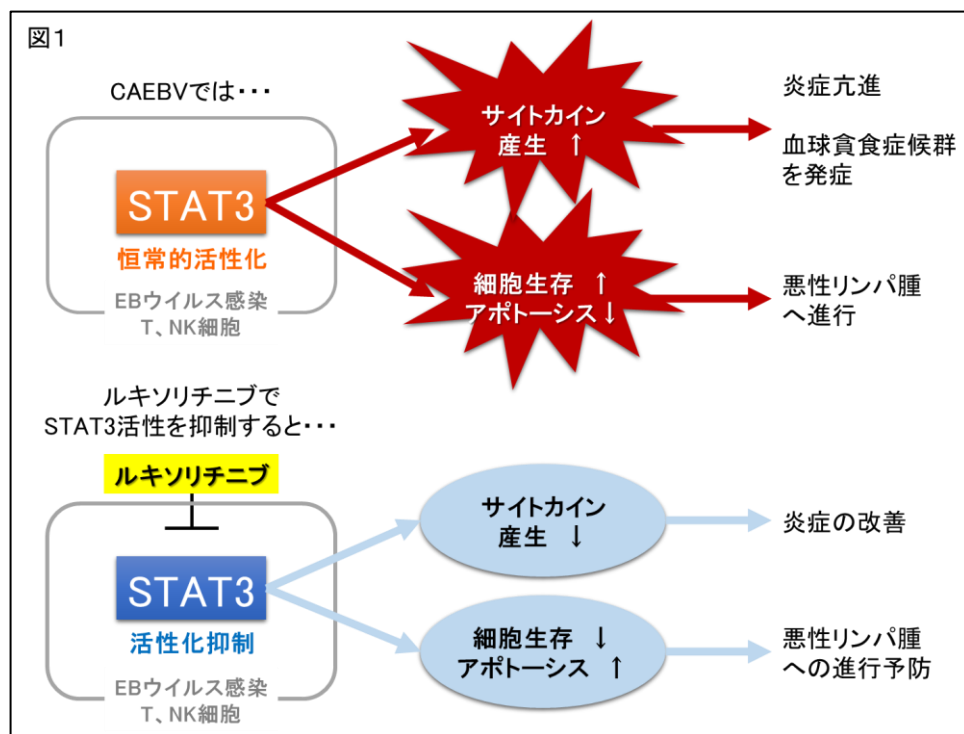 図１
CAEBVでは・・・
STAT3
恒常的活性化
EBウイルス感染
T、NK細胞
サイトカイン
産生　↑
細胞生存　↑
アポトーシス↓
炎症亢進
血球貪食症候群
を発症
悪性リンパ腫
へ進行
ルキソリチニブで
STAT3活性を抑制すると・・・
ルキソリチニブ
STAT3
活性化抑制
EBウイルス感染
T、NK細胞
サイトカイン
産生　↓
細胞生存　↓
アポトーシス　↑
炎症の改善
悪性リンパ腫
への進行予防